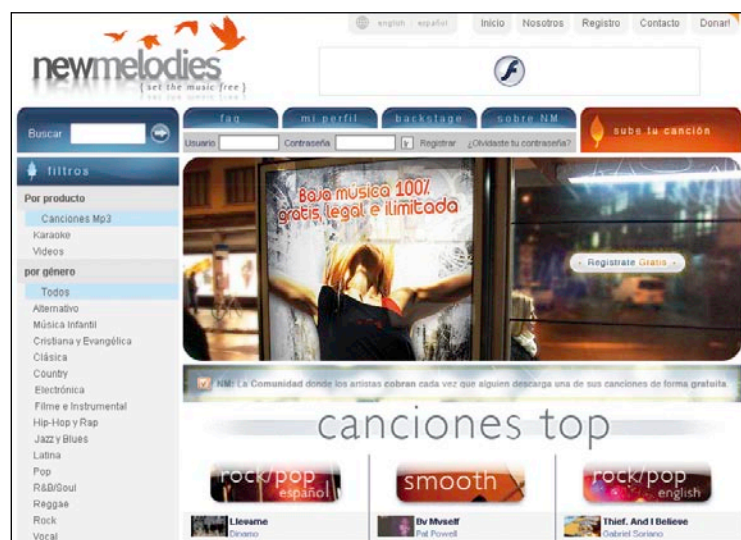 english | español
Inicio
Nosotros
Registro
Contacto
Donar!
newmelodies
{ set the music free }
faq
mi perfil
backstage
sobre NM
Buscar
sube tu canción
Usuario
Contraseña
Registrar
¿Olvidaste tu contraseña?
filtros
Por producto
Canciones Mp3
Karaoke
Videos
por género
Todos
Alternativo
Música Infantil
Cristiana y Evangélica
Clásica
Country
Electrónica
Filme e Instrumental
Hip-Hop y Rap
Jazz y Blues
Latina
Pop
R&B/Soul
Reggae
Rock
Vocal
Baja música 100%
gratis, legal e ilimitada
Registrate Gratis
NM: La Comunidad donde los artistas cobran cada vez que alguien descarga una de sus canciones de forma gratuita
canciones top
rock/pop
español
smooth
rock/pop
english
Llevame
Dinamo
By Myself
Pat Powell
Thief, And I Believe
Gabriel Soriano